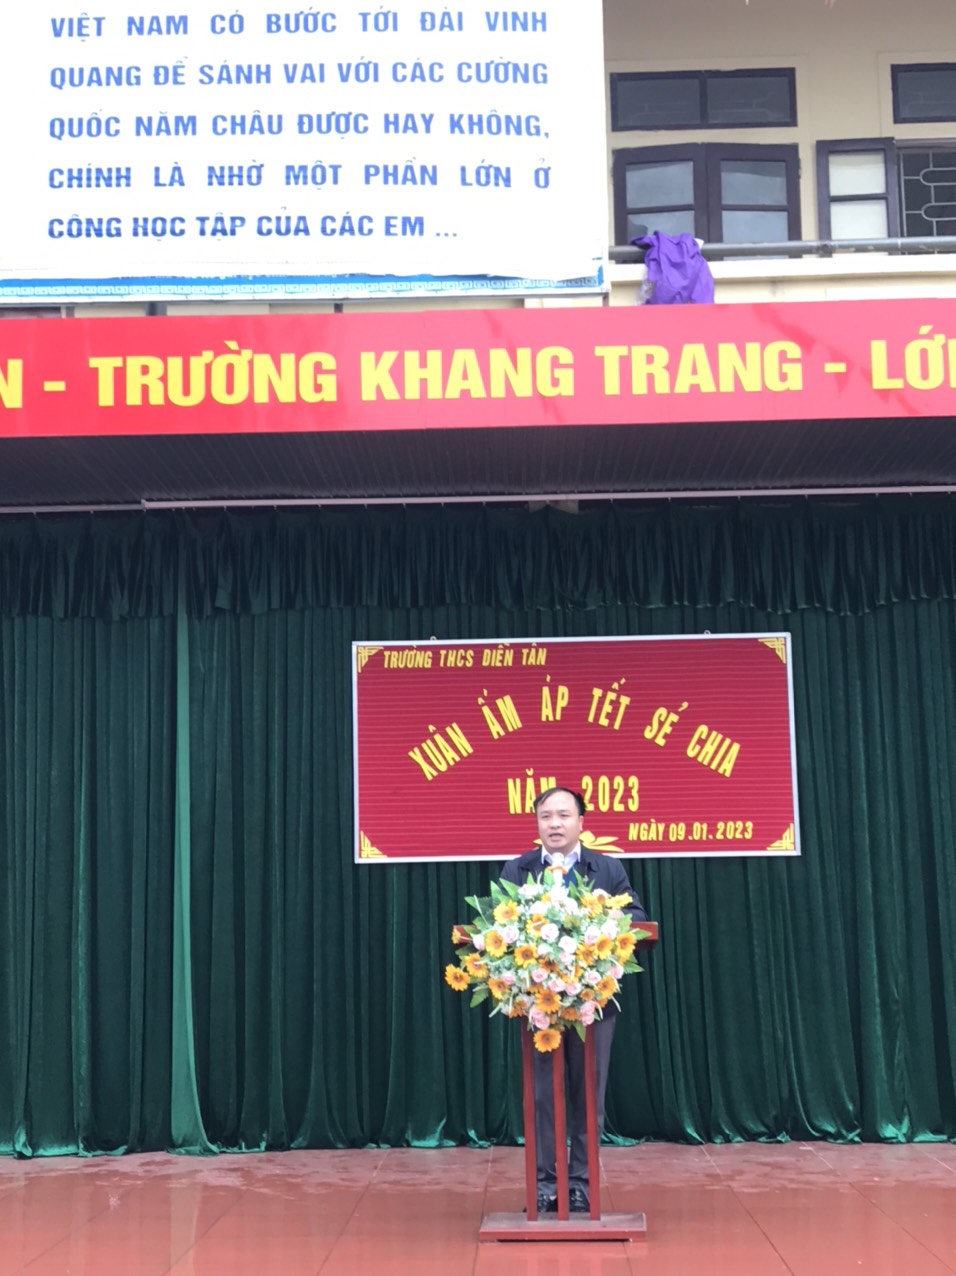 VIỆT NAM CÓ BƯỚC TỚI ĐÀI VINH
QUANG ĐỂ SÁNH VAI VỚI CÁC CƯỜNG
QUỐC NĂM CHÂU ĐƯỢC HAY KHÔNG,
CHÍNH LÀ NHỜ MỘT PHẦN LỚN Ở
CÔNG HỌC TẬP CỦA CÁC EM ...
N - TRƯỜNG KHANG TRANG - LỚ
TRƯỜNG THCS DIỄN TÂN
XUÂN ẤM ÁP TẾT SẺ CHIA
NĂM 2023
NGÀY 09.01.2023